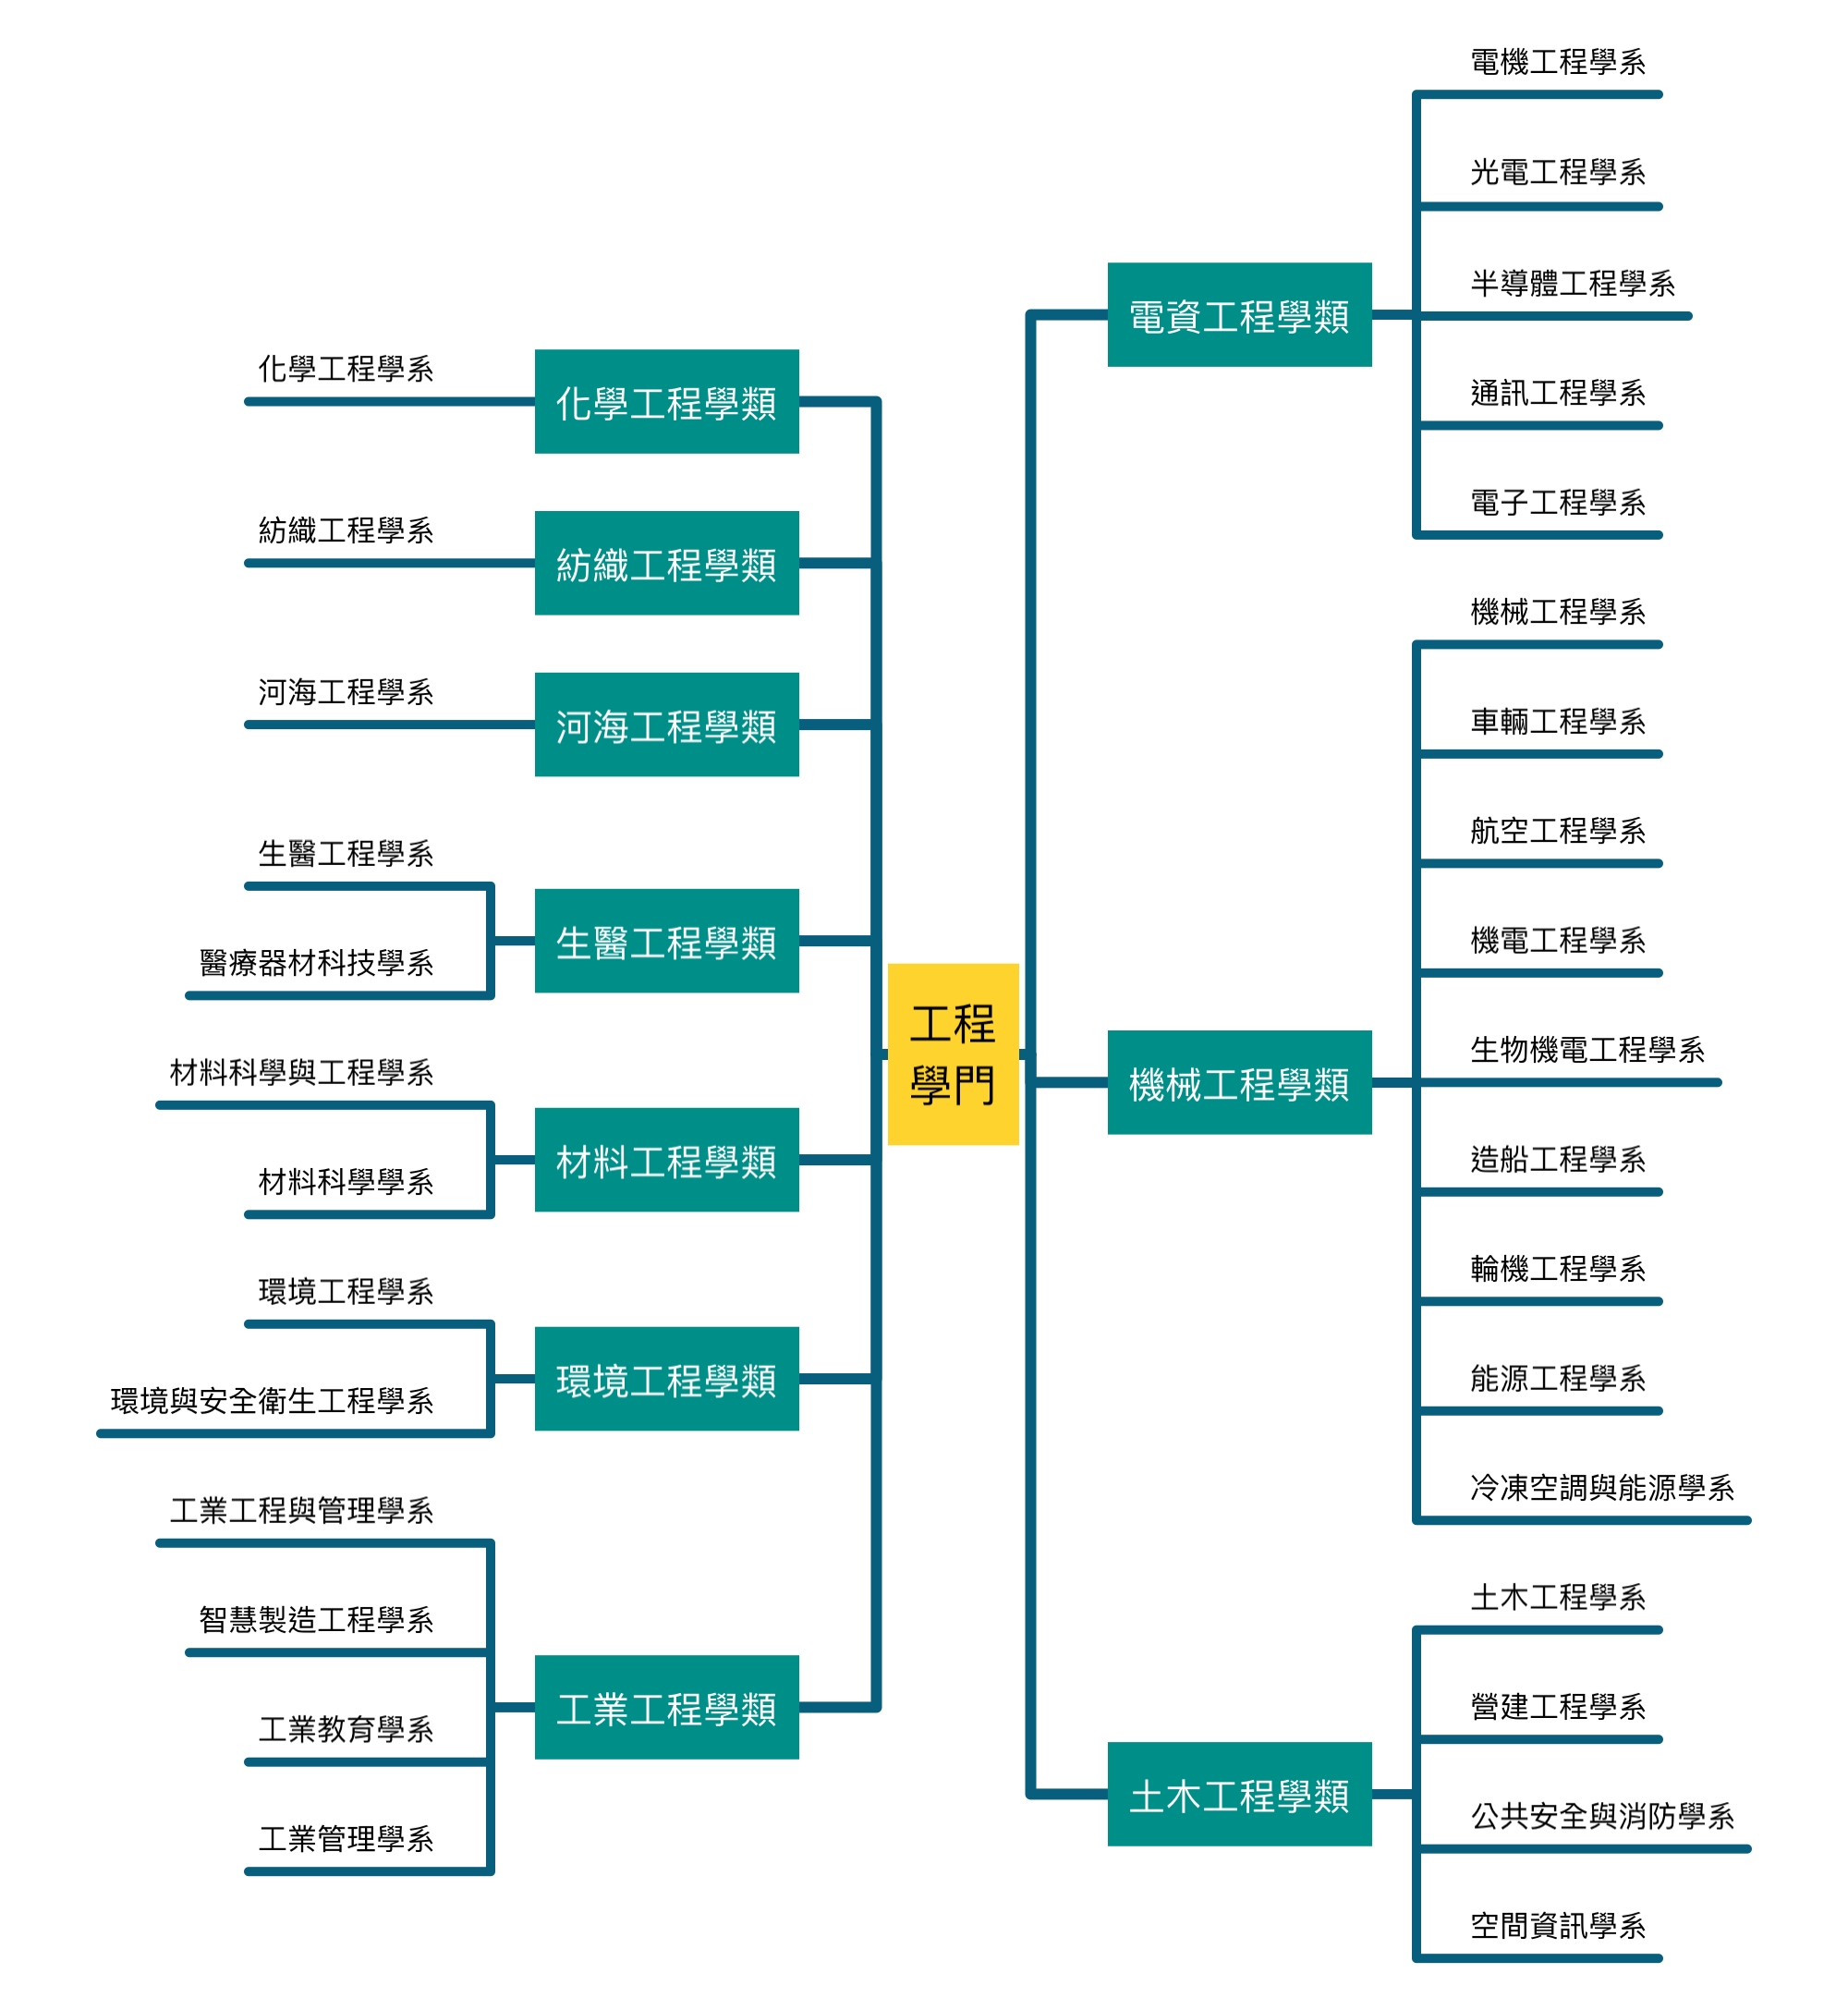 工程
學門
電資工程學類
電機工程學系
光電工程學系
半導體工程學系
通訊工程學系
電子工程學系
機械工程學類
機械工程學系
車輛工程學系
航空工程學系
機電工程學系
生物機電工程學系
造船工程學系
輪機工程學系
能源工程學系
冷凍空調與能源學系
土木工程學類
土木工程學系
營建工程學系
公共安全與消防學系
空間資訊學系
化學工程學類
化學工程學系
紡織工程學類
紡織工程學系
河海工程學類
河海工程學系
生醫工程學類
生醫工程學系
醫療器材科技學系
材料工程學類
材料科學與工程學系
材料科學學系
環境工程學類
環境工程學系
環境與安全衛生工程學系
工業工程學類
工業工程與管理學系
智慧製造工程學系
工業教育學系
工業管理學系